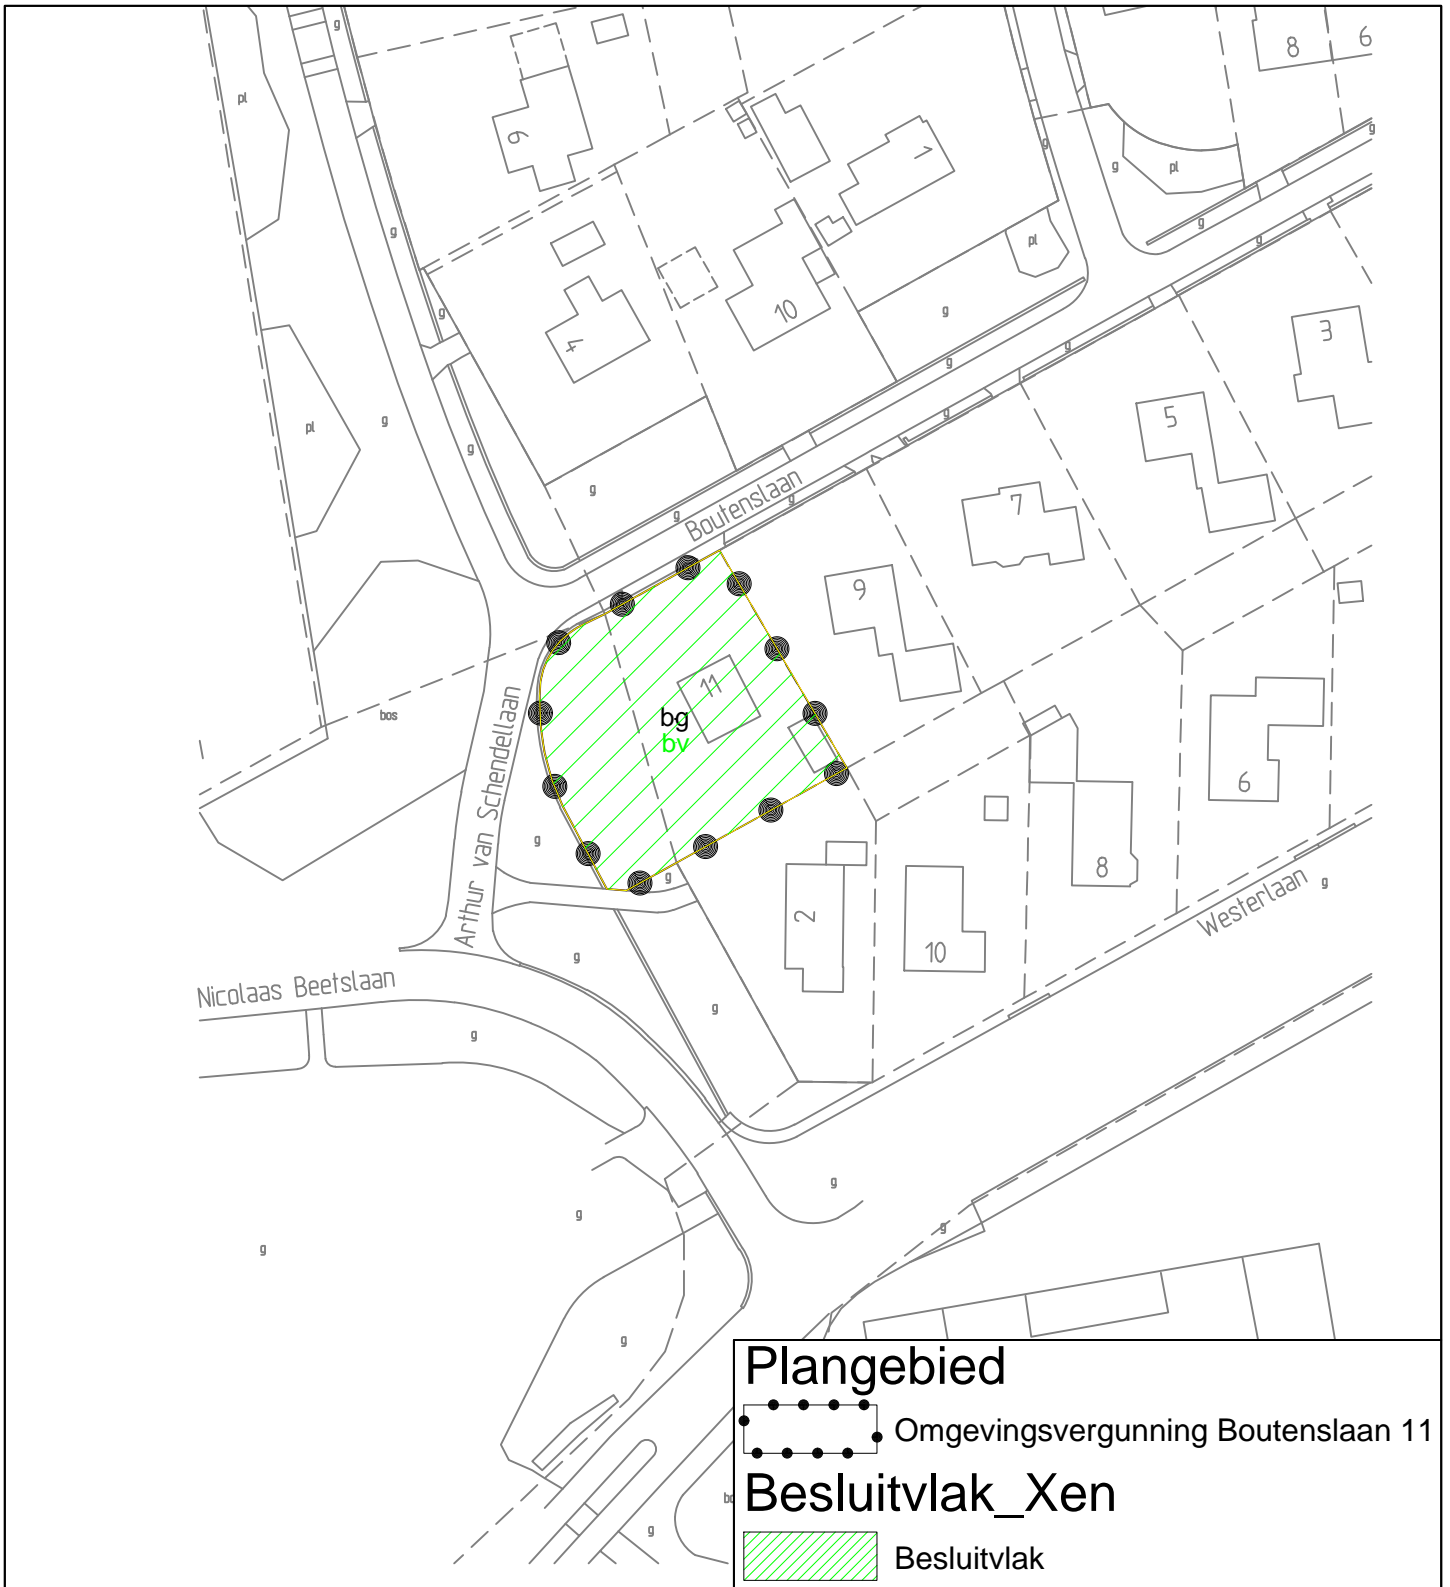 g
8
6
pl
g
9
1
g
g
pl
g
g
pl
g
10
g
3
4
g
g
g
g
pl
g
g
5
g
Boutenslaan
g
g
7
9
11
bos
bg
bv
Arthur van Schendellaan
6
g
g
8
2
g
Westerlaan
10
g
Nicolaas Beetslaan
g
g
g
g
g
g
g
g
bo
g
Plangebied
Omgevingsvergunning Boutenslaan 11
Besluitvlak_Xen
Besluitvlak